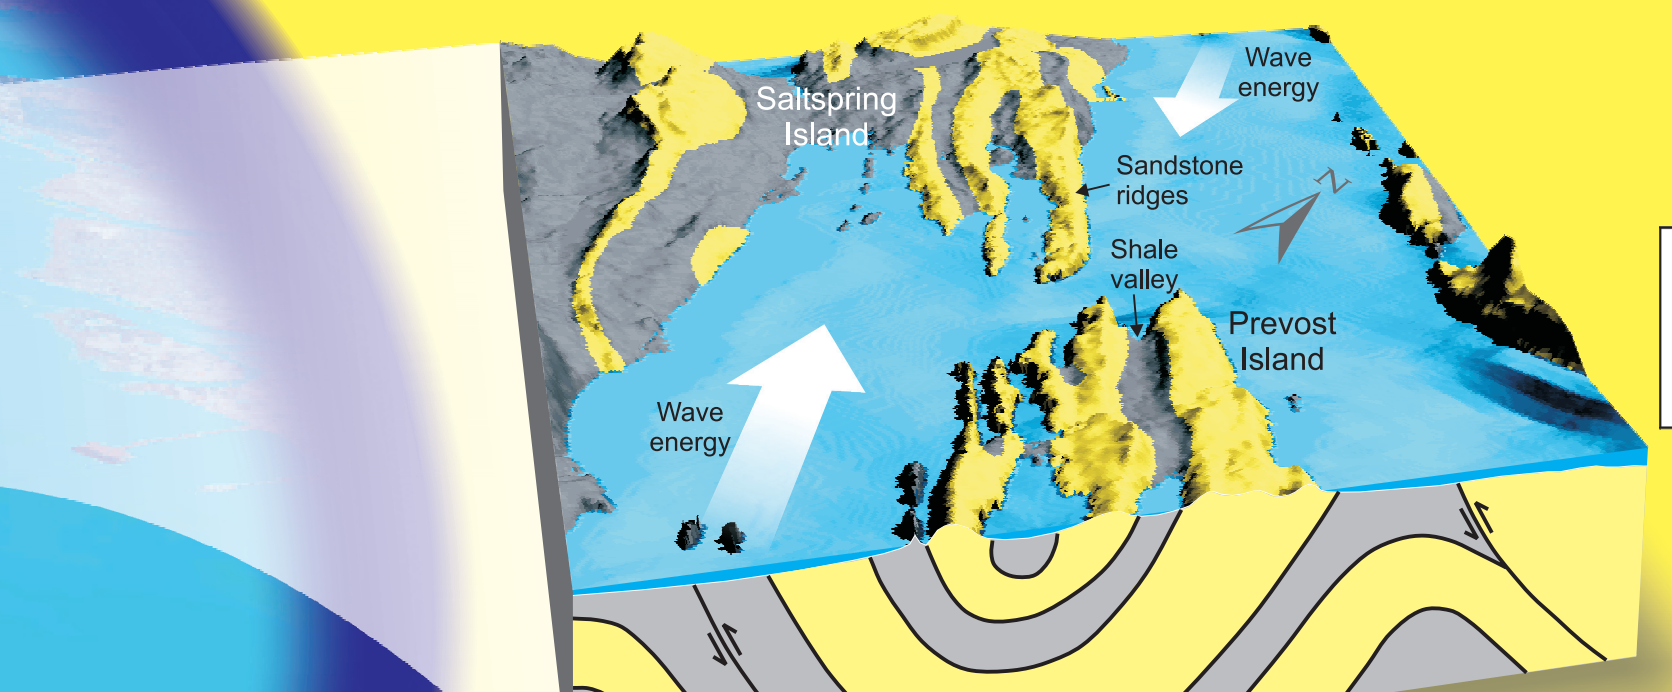 Wave
energy
Saltspring
Island
Sandstone
ridges
N
Shale
valley
Prevost
Island
Wave
energy